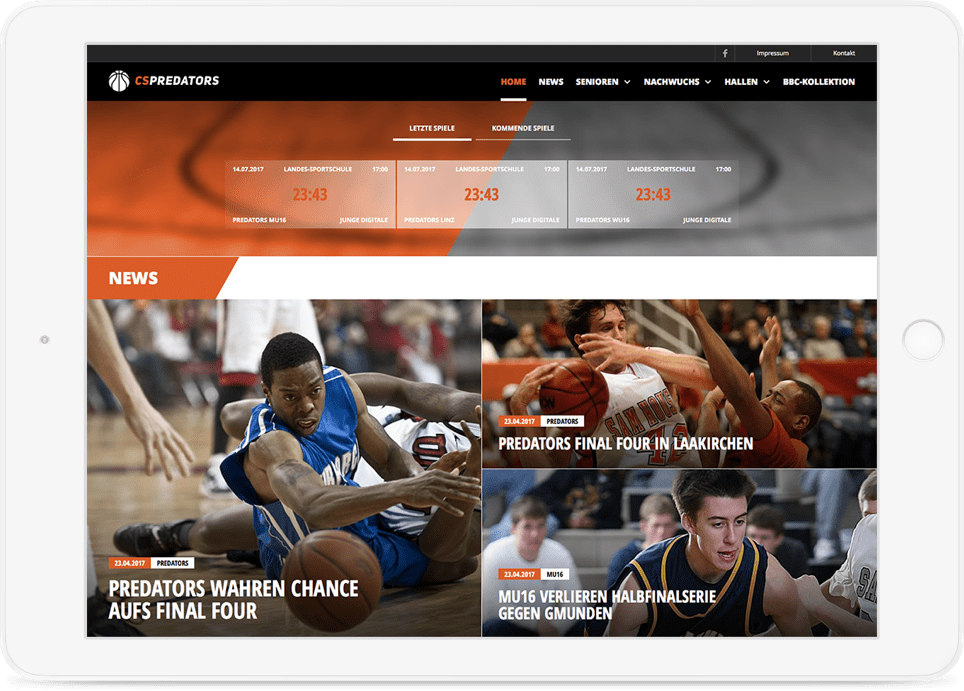 Impressum Kontakt
CSPREDATORS
HOME NEWS SENIOREN NACHWUCHS HALLEN BBC-KOLLEKTION
LETZTE SPIELE KOMMENDE SPIELE
14.07.2017 LANDES-SPORTSCHULE 17:00
23:43
PREDATORS MU16 JUNGE DIGITALE
14.07.2017 LANDES-SPORTSCHULE 17:00
23:43
PREDATORS LINZ JUNGE DIGITALE
14.07.2017 LANDES-SPORTSCHULE 17:00
23:43
PREDATORS WU16 JUNGE DIGITALE
NEWS
23.04.2017 PREDATORS
PREDATORS WAHREN CHANCE
AUFS FINAL FOUR
SAM HOUS
23.04.2017 PREDATORS
PREDATORS FINAL FOUR IN LAAKIRCHEN
23.04.2017 MU16
MU16 VERLIEREN HALBFINALSERIE
GEGEN GMUNDEN